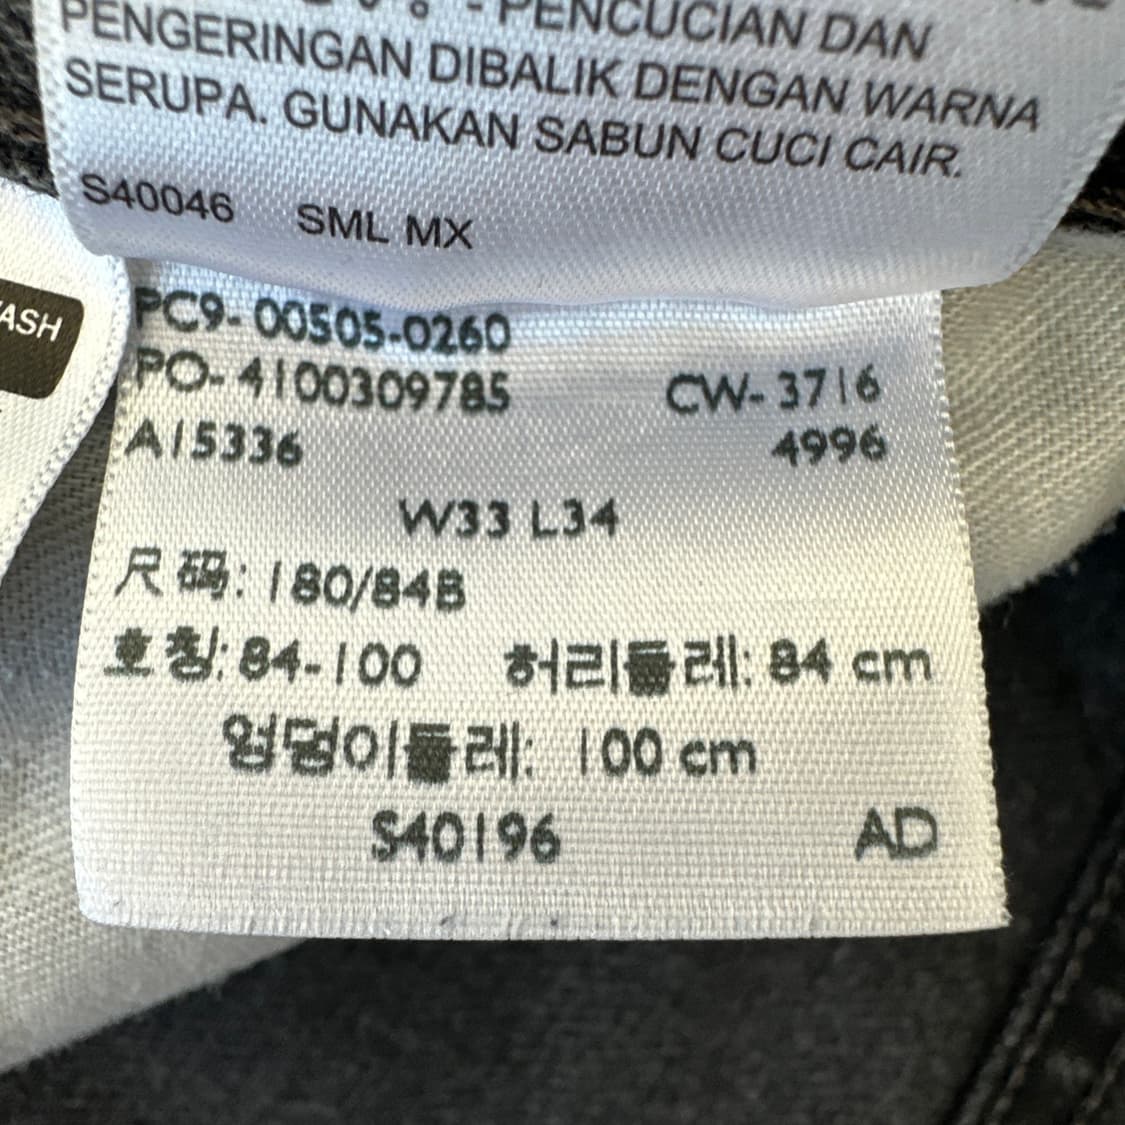 - PENCUCIAN DAN
PENGERINGAN DIBALIK DENGAN WARNA
SERUPA. GUNAKAN SABUN CUCI CAIR.
S40046 SML MX
PC9-00505-0260
PO-4100309785 CW-3716
A15336 4996
W33 L34
尺码: 180/84B
호칭: 84-100 허리둘레: 84 cm
엉덩이둘레: 100 cm
S40196 AD